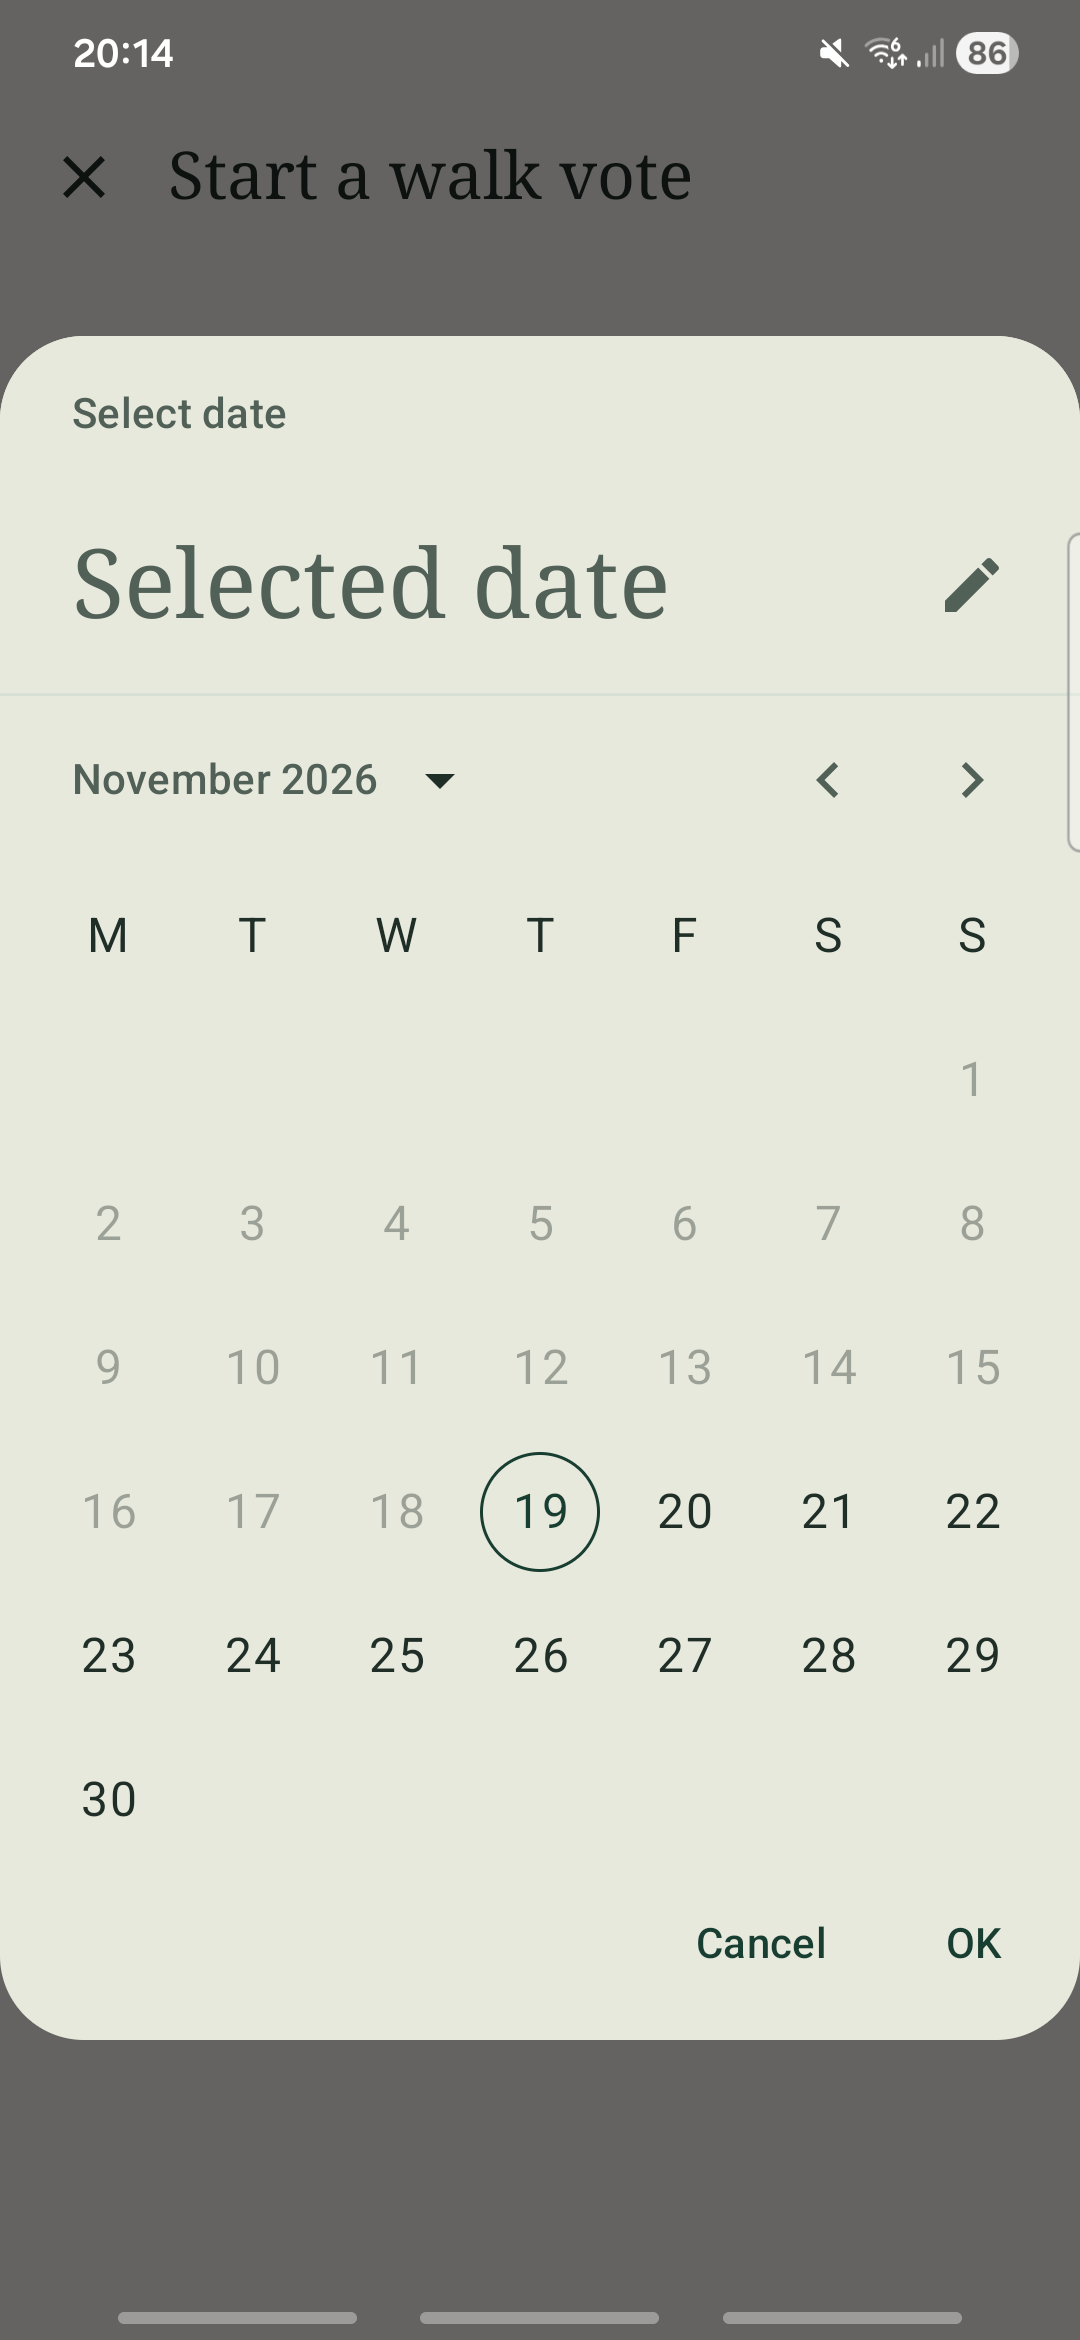 20:14
6
86
Start a walk vote
Select date
Selected date
November 2026
M T W T F S S
1
2 3 4 5 6 7 8
9 10 11 12 13 14 15
16 17 18 19 20 21 22
23 24 25 26 27 28 29
30
Cancel OK